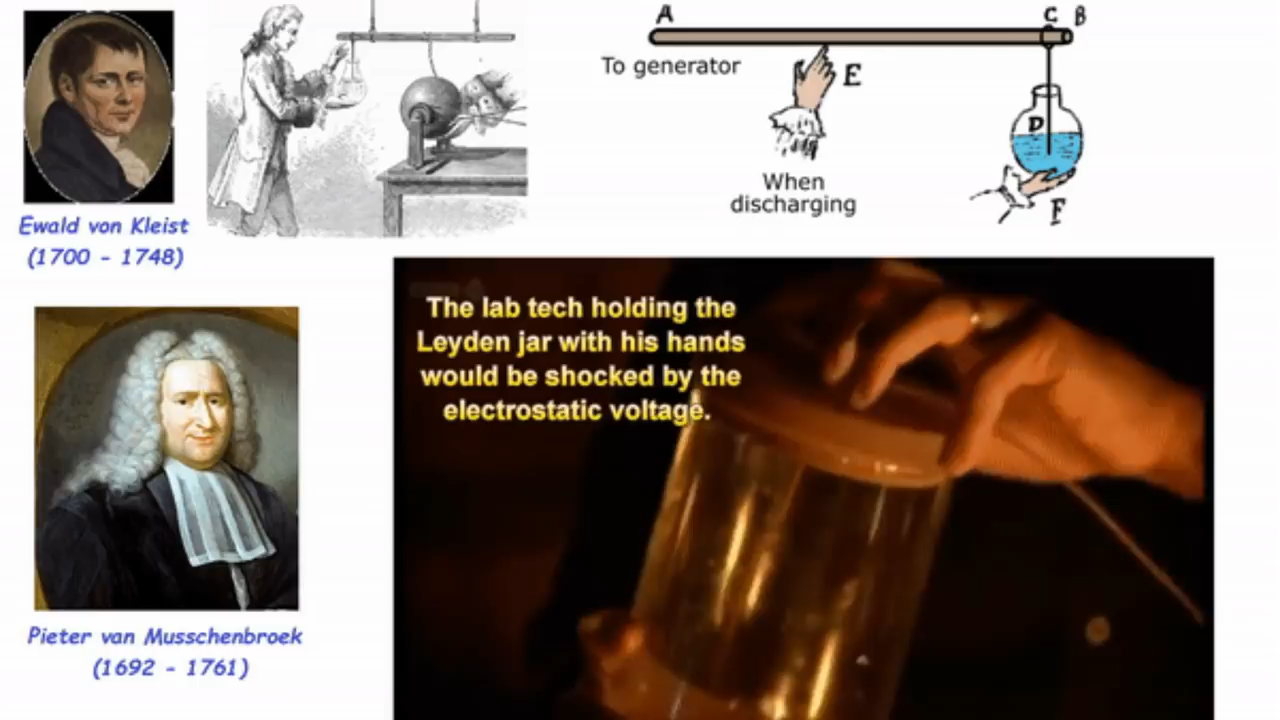 Ewald von Kleist
(1700 - 1748)
A
C B
To generator
E
D
When
discharging
F
The lab tech holding the
Leyden jar with his hands
would be shocked by the
electrostatic voltage.
Pieter van Musschenbroek
(1692 - 1761)